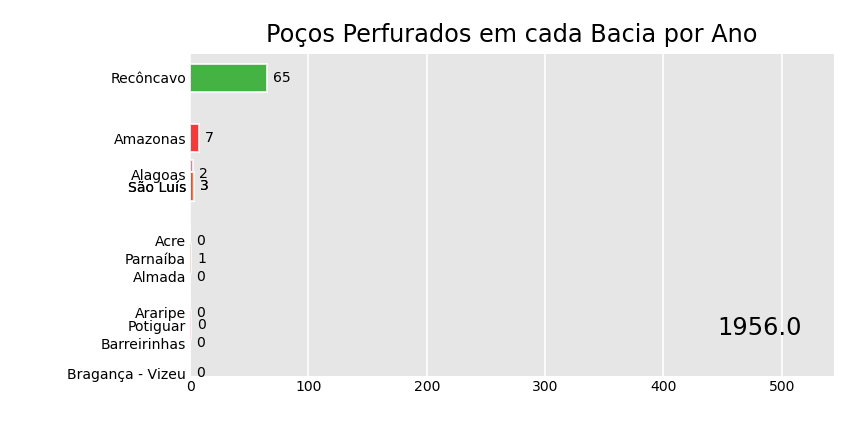 Poços Perfurados em cada Bacia por Ano
Recôncavo 65
Amazonas 7
Alagoas 2
São Luís 3
Acre 0
Parnaíba 1
Almada 0
Araripe 0
Potiguar 0
1956.0
Barreirinhas 0
Bragança - Vizeu 0
0 100 200 300 400 500